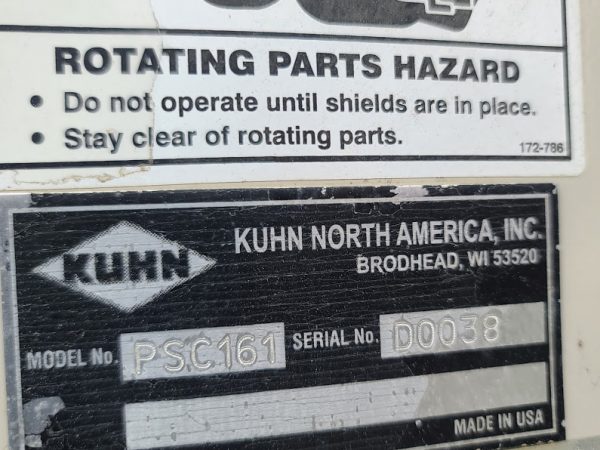 ROTATING PARTS HAZARD
• Do not operate until shields are in place.
• Stay clear of rotating parts.
172-786
KUHN
KUHN NORTH AMERICA, INC.
BRODHEAD, WI 53520
MODEL No. PSC161 SERIAL No. D0038
MADE IN USA